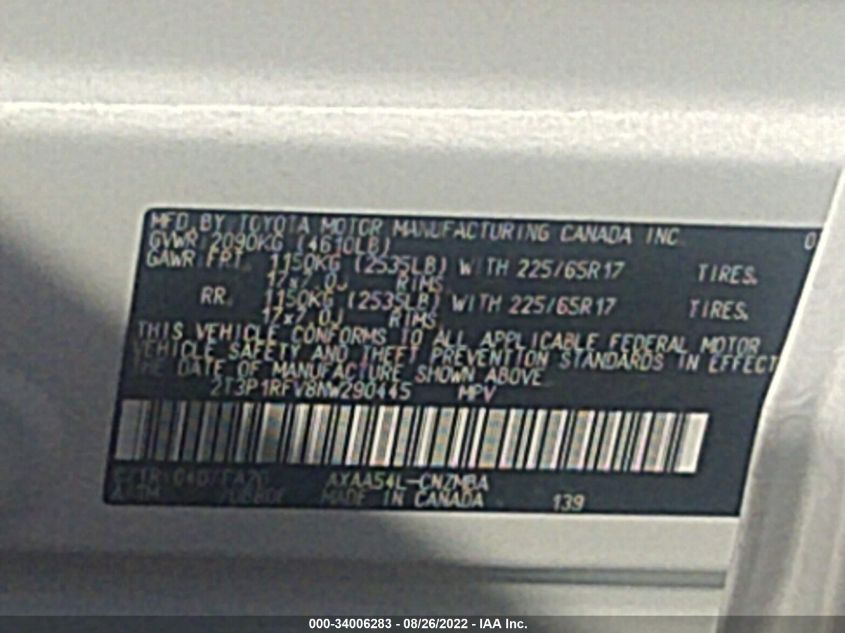 MFD. BY TOYOTA MOTOR MANUFACTURING CANADA INC. 0
GVWR 2090KG (4610LB)
GAWR FRT. 1150KG (2535LB) WITH 225/65R17 TIRES,
17x7.0J RIMS,
RR. 1150KG (2535LB) WITH 225/65R17 TIRES,
17x7.0J RIMS,
THIS VEHICLE CONFORMS TO ALL APPLICABLE FEDERAL MOTOR
VEHICLE SAFETY AND THEFT PREVENTION STANDARDS IN EFFECT
THE DATE OF MANUFACTURE SHOWN ABOVE.
2T3P1RFV8NW290445 MPV
C/TR: AXAA54L-CNZMBA
A/TM: MADE IN CANADA 139
000-34006283 - 08/26/2022 - IAA Inc.